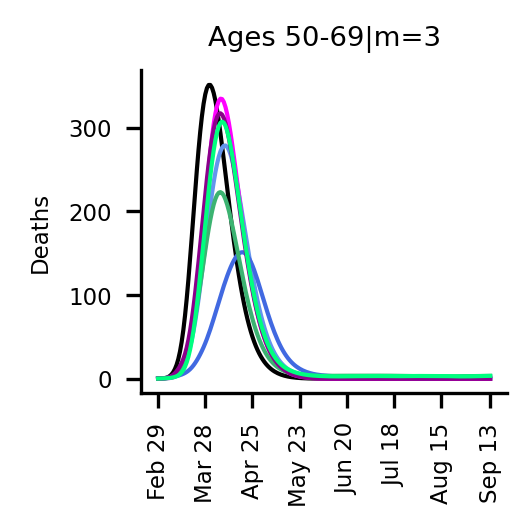 Ages 50-69|m=3
Deaths
300
200
100
0
Feb 29
Mar 28
Apr 25
May 23
Jun 20
Jul 18
Aug 15
Sep 13